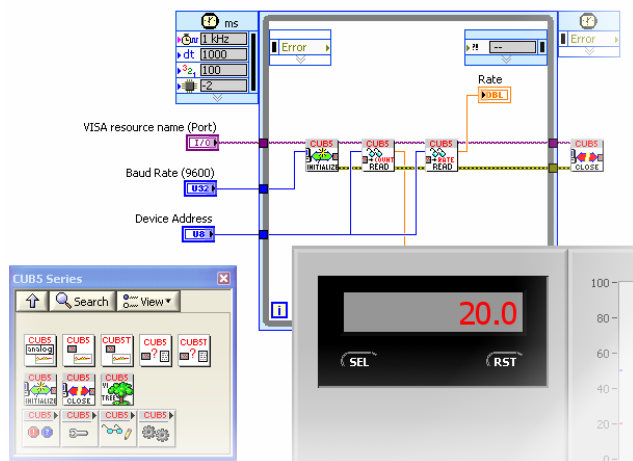 ms
1 kHz
dt 1000
321 100
-2
Error
?! --
Error
Rate
DBL
VISA resource name (Port)
I/O
Baud Rate (9600)
U32
Device Address
U8
CUB5
INITIALIZE
CUB5
COUNT
READ
CUB5
RATE
READ
CUB5
CLOSE
i
CUB5 Series
Search
View
CUB5
analog
CUB5
CUB5T
CUB5
?
CUB5T
?
CUB5
INITIALIZE
CUB5
CLOSE
CUB5
VI
TREE
CUB5
CUB5
CUB5
CUB5
20.0
SEL
RST
100
80
60
40
20
0